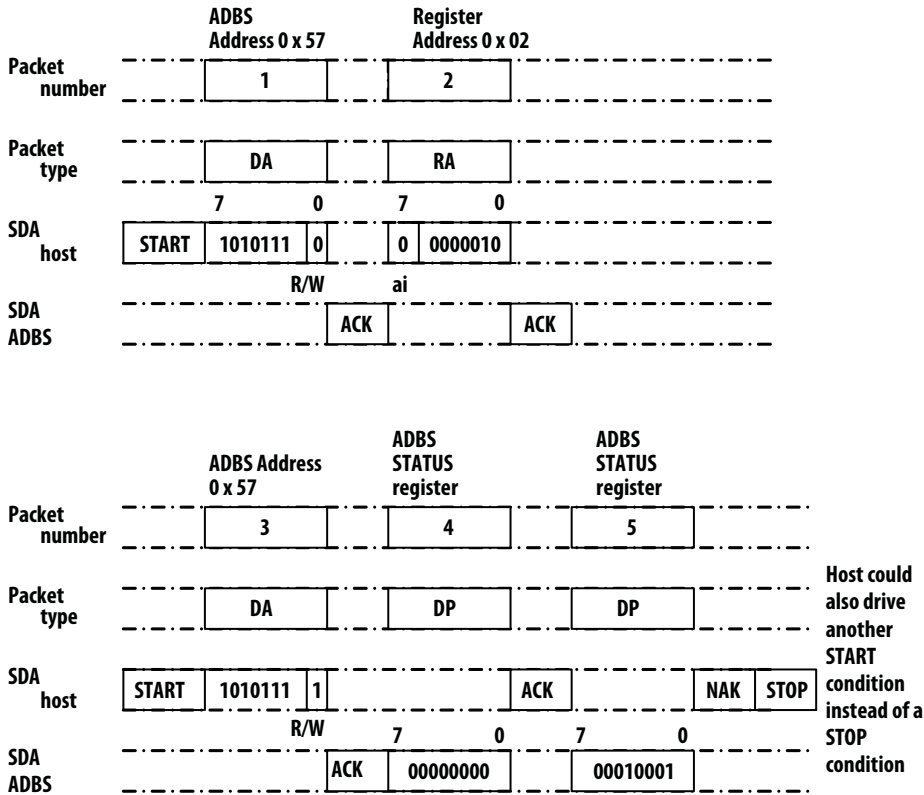 ADBS
Address 0 x 57
Register
Address 0 x 02
Packet
number
1
2
Packet
type
DA
RA
7 0 7 0
SDA
host
START 1010111 0 0 0000010
R/W ai
SDA
ADBS
ACK ACK
ADBS Address
0 x 57
ADBS
STATUS
register
ADBS
STATUS
register
Packet
number
3 4 5
Packet
type
DA DP DP
SDA
host
START 1010111 1 ACK NAK STOP
R/W 7 0 7 0
SDA
ADBS
ACK 00000000 00010001
Host could
also drive
another
START
condition
instead of a
STOP
condition